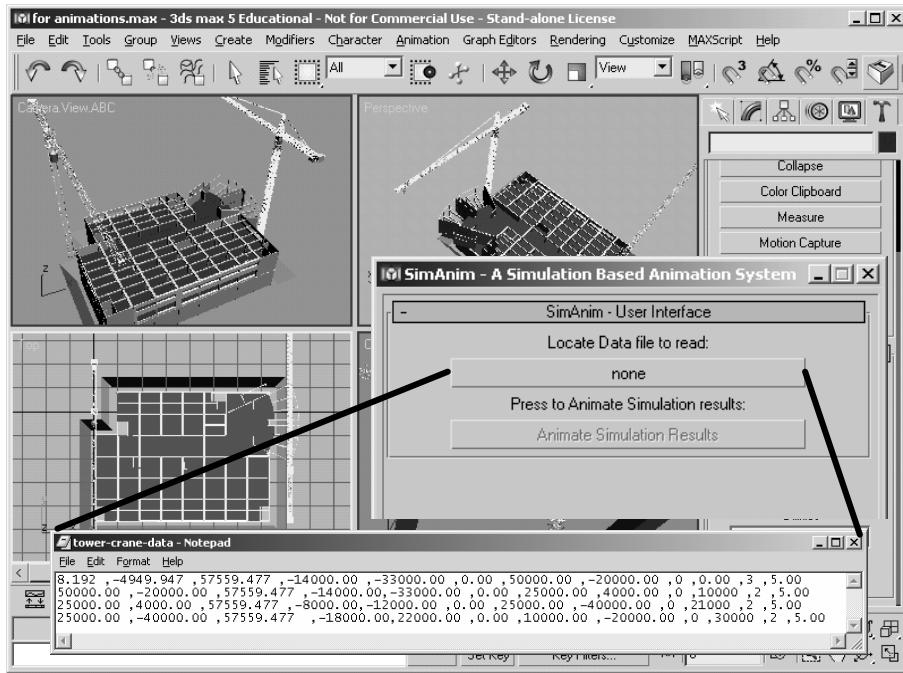 for animations.max - 3ds max 5 Educational - Not for Commercial Use - Stand-alone License
File Edit Tools Group Views Create Modifiers Character Animation Graph Editors Rendering Customize MAXScript Help
All
View
Camera.View.ABC
Perspective
Collapse
Color Clipboard
Measure
Motion Capture
z
SimAnim - A Simulation Based Animation System
- SimAnim - User Interface
Locate Data file to read:
none
Press to Animate Simulation results:
Animate Simulation Results
Top
tower-crane-data - Notepad
File Edit Format Help
8.192 ,-4949.947 ,57559.477 ,-14000.00 ,-33000.00 ,0.00 ,50000.00 ,-20000.00 ,0 ,0.00 ,3 ,5.00
50000.00 ,-20000.00 ,57559.477 ,-14000.00,-33000.00 ,0.00 ,25000.00 ,4000.00 ,0 ,10000 ,2 ,5.00
25000.00 ,4000.00 ,57559.477 ,-8000.00,-12000.00 ,0.00 ,25000.00 ,-40000.00 ,0 ,21000 ,2 ,5.00
25000.00 ,-40000.00 ,57559.477 ,-18000.00,22000.00 ,0.00 ,10000.00 ,-20000.00 ,0 ,30000 ,2 ,5.00
Set Key Key Filters...